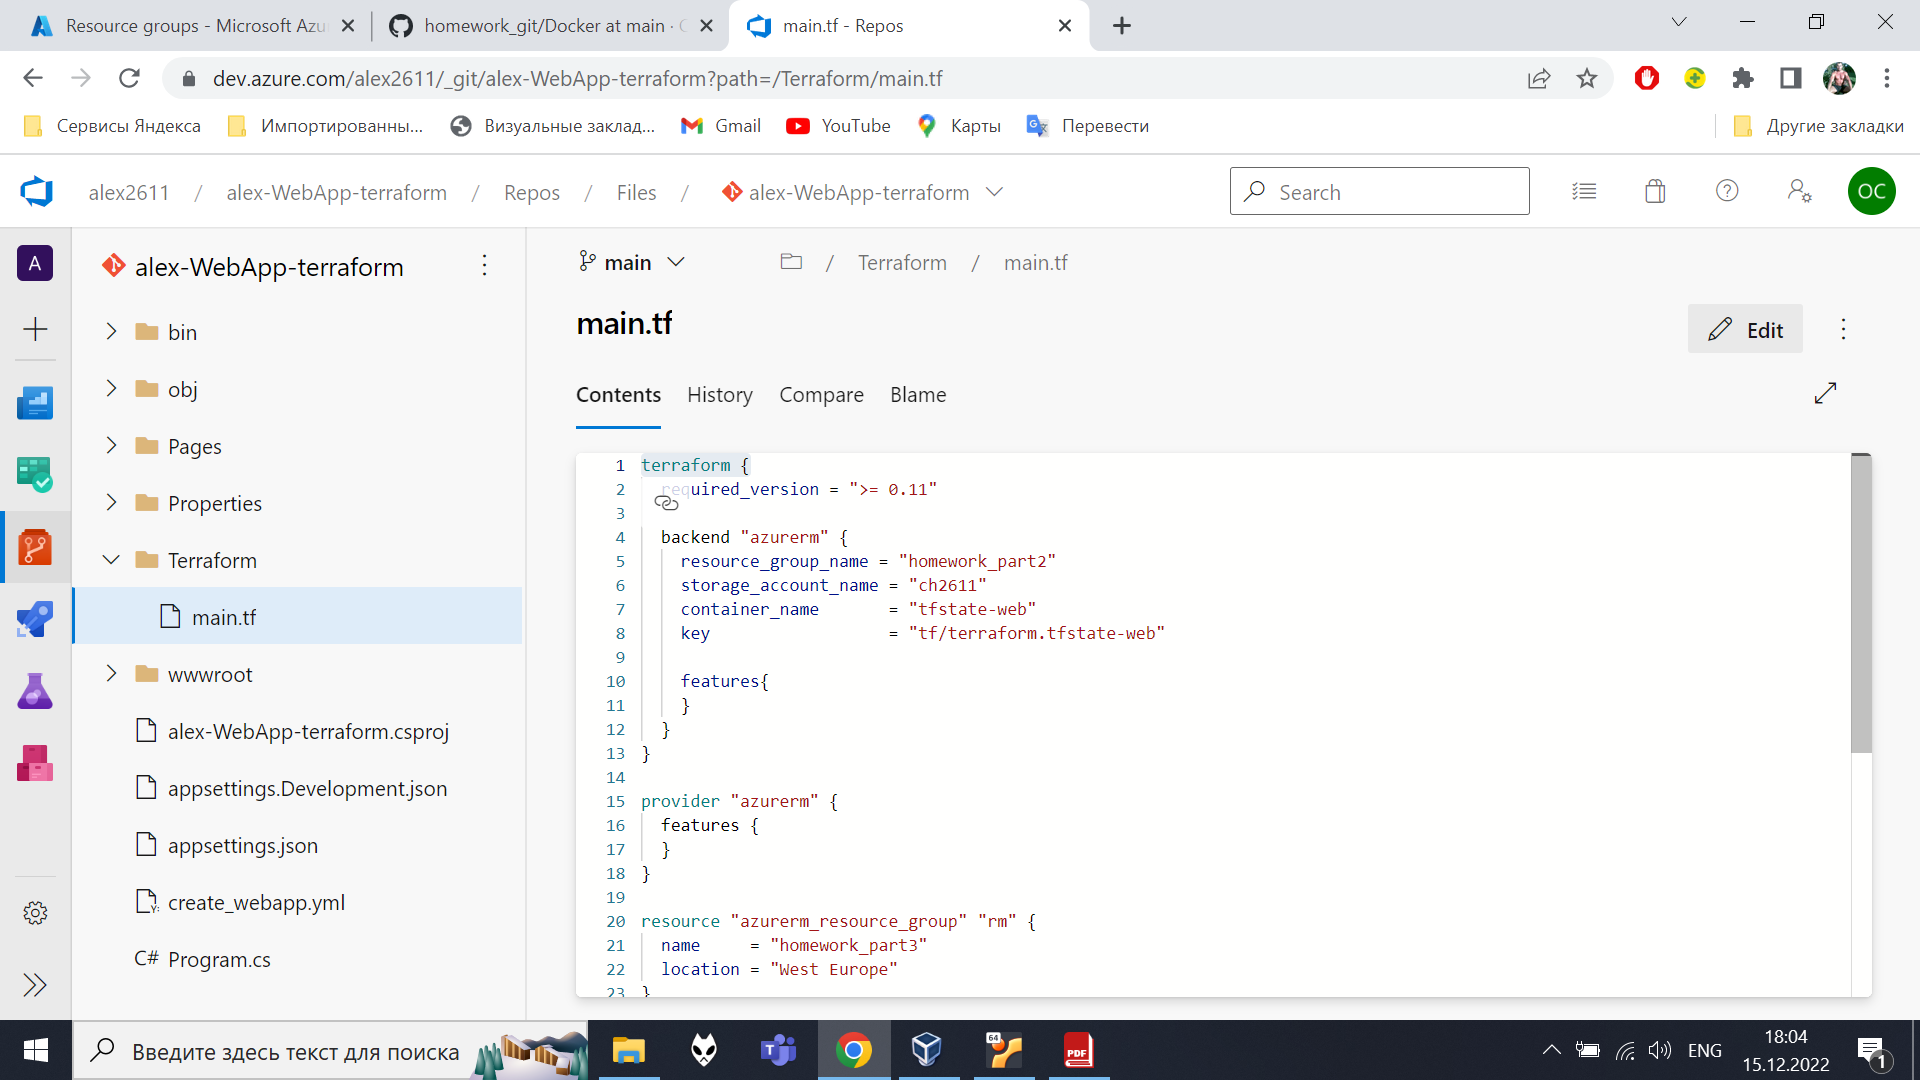 Resource groups - Microsoft Azu
homework_git/Docker at main ·
main.tf - Repos
dev.azure.com/alex2611/_git/alex-WebApp-terraform?path=/Terraform/main.tf
Сервисы Яндекса
Импортированны...
Визуальные заклад...
Gmail
YouTube
Карты
Перевести
Другие закладки
alex2611 / alex-WebApp-terraform / Repos / Files / alex-WebApp-terraform
Search
OC
A
alex-WebApp-terraform
bin
obj
Pages
Properties
Terraform
main.tf
wwwroot
alex-WebApp-terraform.csproj
appsettings.Development.json
appsettings.json
create_webapp.yml
C# Program.cs
main
/ Terraform / main.tf
main.tf
Edit
Contents
History
Compare
Blame
1 terraform {
2 required_version = ">= 0.11"
3
4 backend "azurerm" {
5 resource_group_name = "homework_part2"
6 storage_account_name = "ch2611"
7 container_name = "tfstate-web"
8 key = "tf/terraform.tfstate-web"
9
10 features{
11 }
12 }
13 }
14
15 provider "azurerm" {
16 features {
17 }
18 }
19
20 resource "azurerm_resource_group" "rm" {
21 name = "homework_part3"
22 location = "West Europe"
23 }
Введите здесь текст для поиска
64
PDF
ENG
18:04
15.12.2022
1